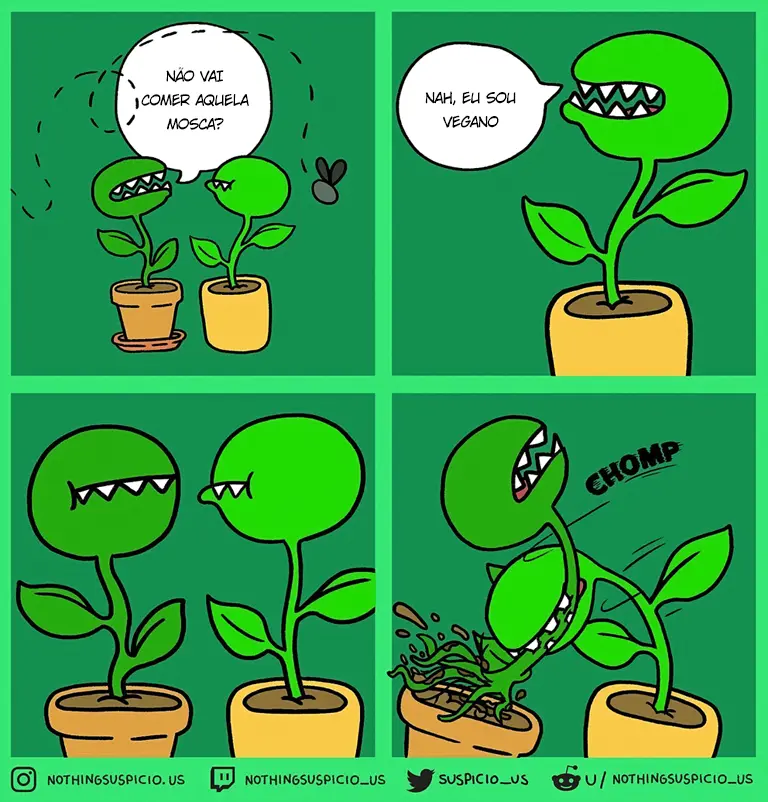 NÃO VAI
COMER AQUELA
MOSCA?
NAH, EU SOU
VEGANO
CHOMP
NOTHINGSUSPICIO.US
NOTHINGSUSPICIO_US
SUSPICIO_US
U/NOTHINGSUSPICIO_US